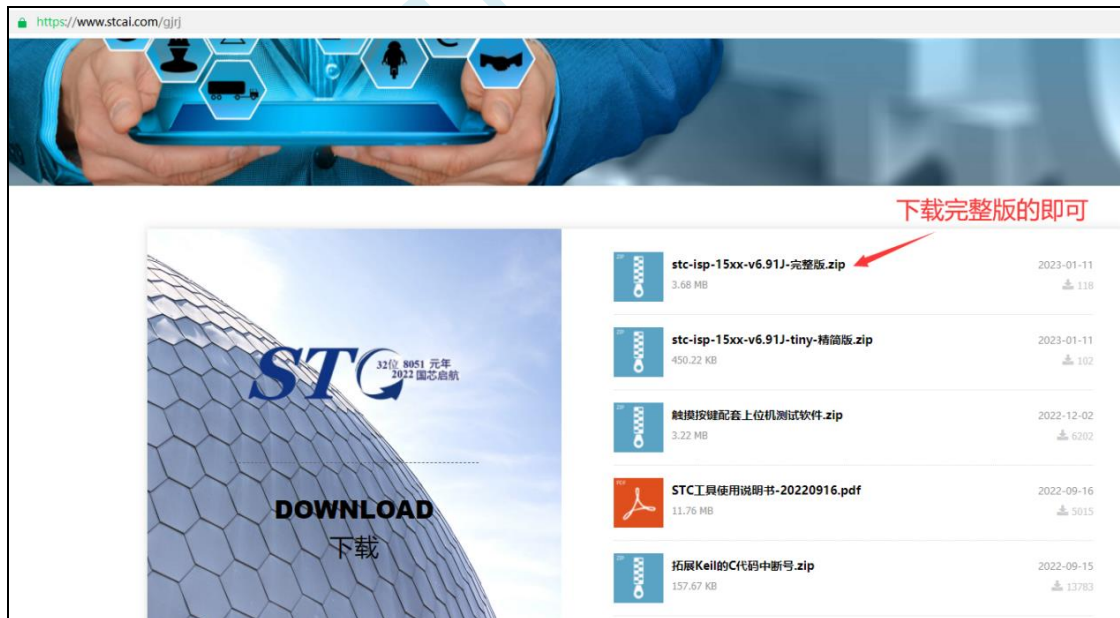 https://www.stcai.com/gjrj
下载完整版的即可
stc-isp-15xx-v6.91J-完整版.zip
2023-01-11
3.68 MB
118
stc-isp-15xx-v6.91J-tiny-精简版.zip
2023-01-11
450.22 KB
102
STC
32位 8051 元年
2022 国芯启航
触摸按键配套上位机测试软件.zip
2022-12-02
3.22 MB
6202
DOWNLOAD
下载
STC工具使用说明书-20220916.pdf
2022-09-16
11.76 MB
5015
拓展Keil的C代码中断号.zip
2022-09-15
157.67 KB
13783